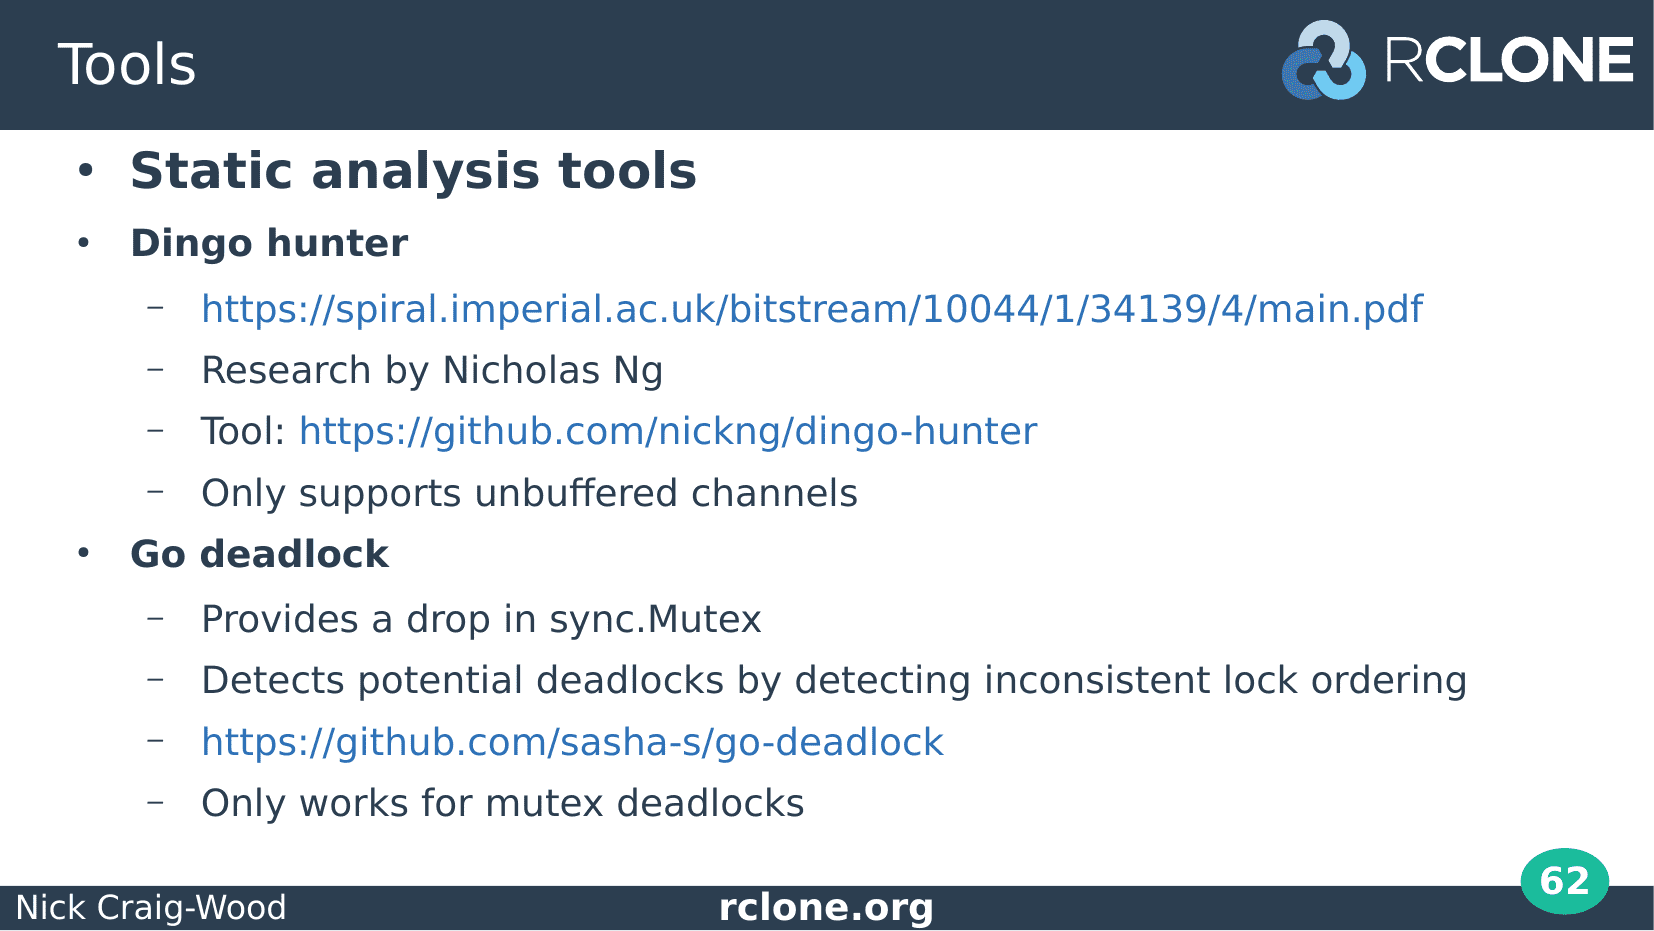 Tools
RCLONE
• Static analysis tools
• Dingo hunter
– https://spiral.imperial.ac.uk/bitstream/10044/1/34139/4/main.pdf
– Research by Nicholas Ng
– Tool: https://github.com/nickng/dingo-hunter
– Only supports unbuffered channels
• Go deadlock
– Provides a drop in sync.Mutex
– Detects potential deadlocks by detecting inconsistent lock ordering
– https://github.com/sasha-s/go-deadlock
– Only works for mutex deadlocks
62
Nick Craig-Wood
rclone.org